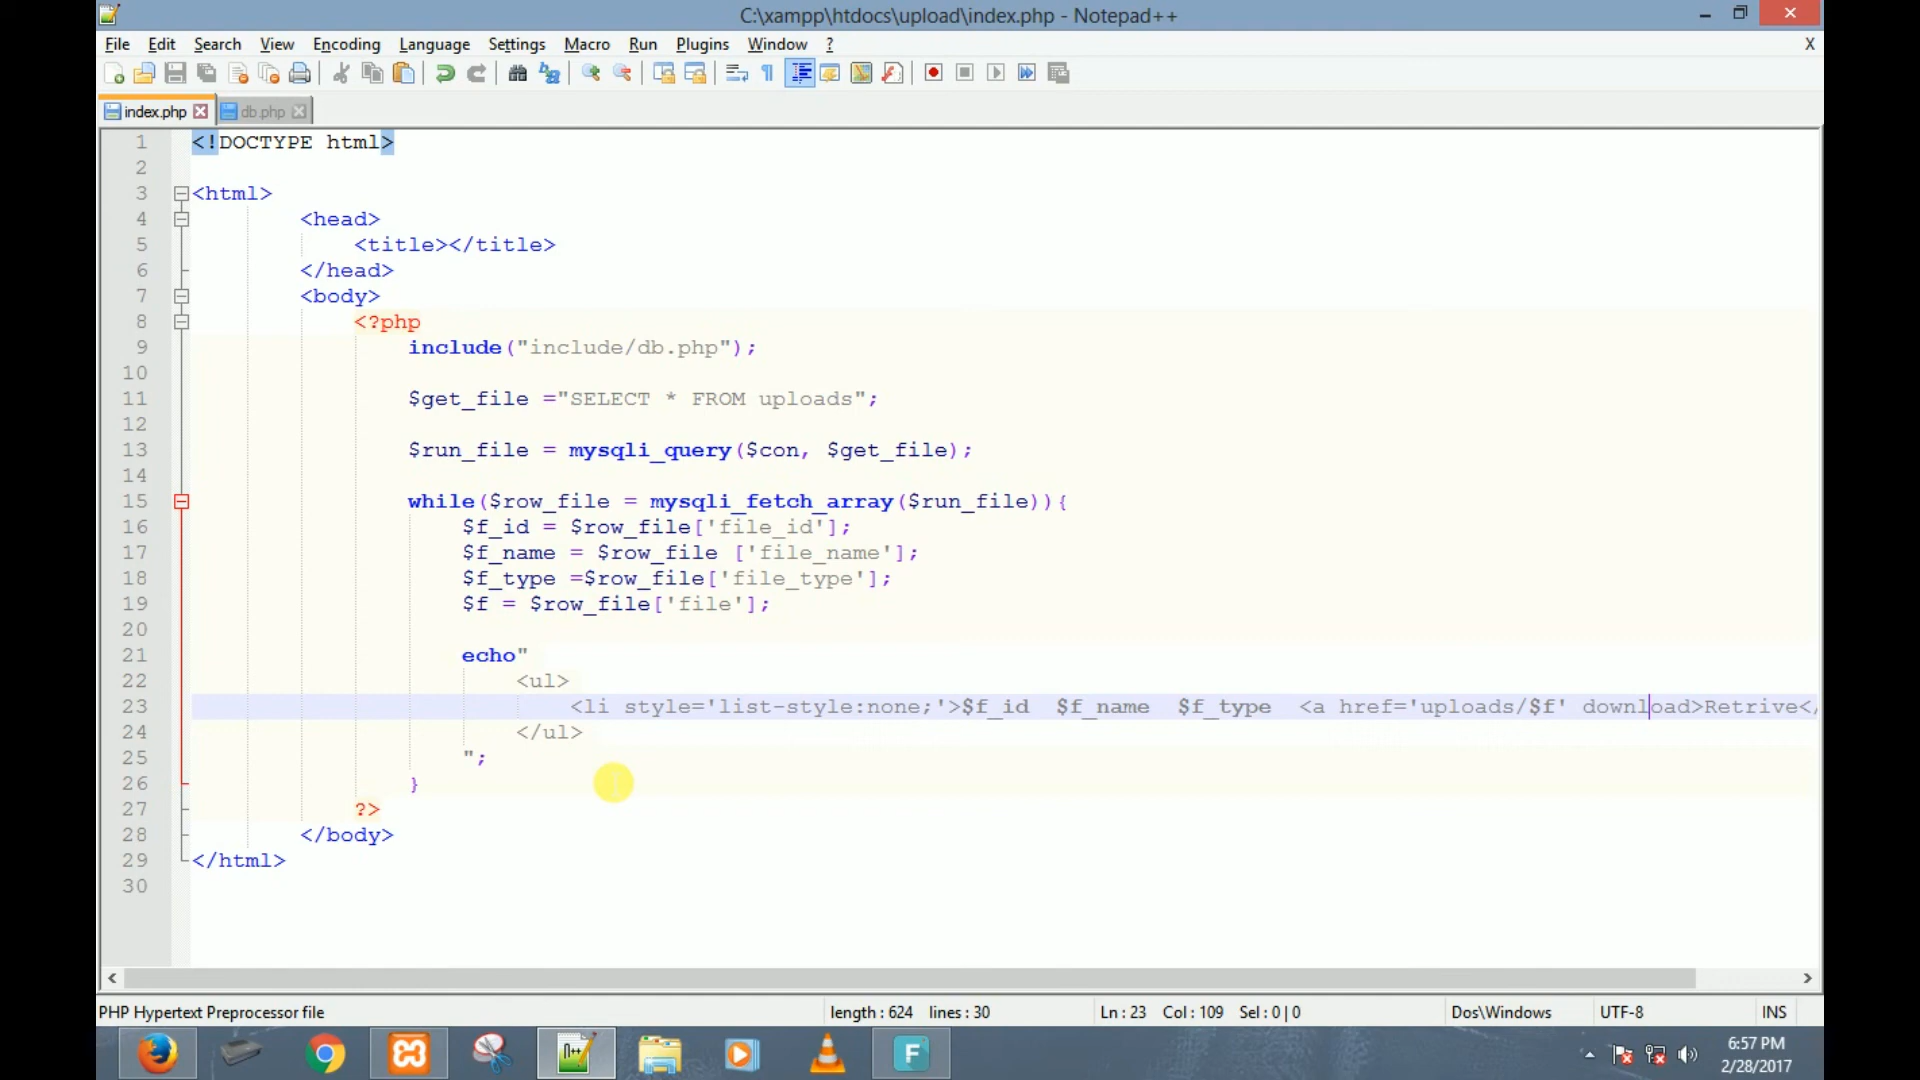 C:\xampp\htdocs\upload\index.php - Notepad++
File Edit Search View Encoding Language Settings Macro Run Plugins Window ? X
index.php db.php
1 <!DOCTYPE html>
2
3 <html>
4 <head>
5 <title></title>
6 </head>
7 <body>
8 <?php
9 include("include/db.php");
10
11 $get_file ="SELECT * FROM uploads";
12
13 $run_file = mysqli_query($con, $get_file);
14
15 while($row_file = mysqli_fetch_array($run_file)){
16 $f_id = $row_file['file_id'];
17 $f_name = $row_file ['file_name'];
18 $f_type =$row_file['file_type'];
19 $f = $row_file['file'];
20
21 echo"
22 <ul>
23 <li style='list-style:none;'>$f_id  $f_name  $f_type  <a href='uploads/$f' download>Retrive</
24 </ul>
25 ";
26 }
27 ?>
28 </body>
29 </html>
30
PHP Hypertext Preprocessor file length : 624 lines : 30 Ln : 23 Col : 109 Sel : 0 | 0 Dos\Windows UTF-8 INS
6:57 PM
2/28/2017